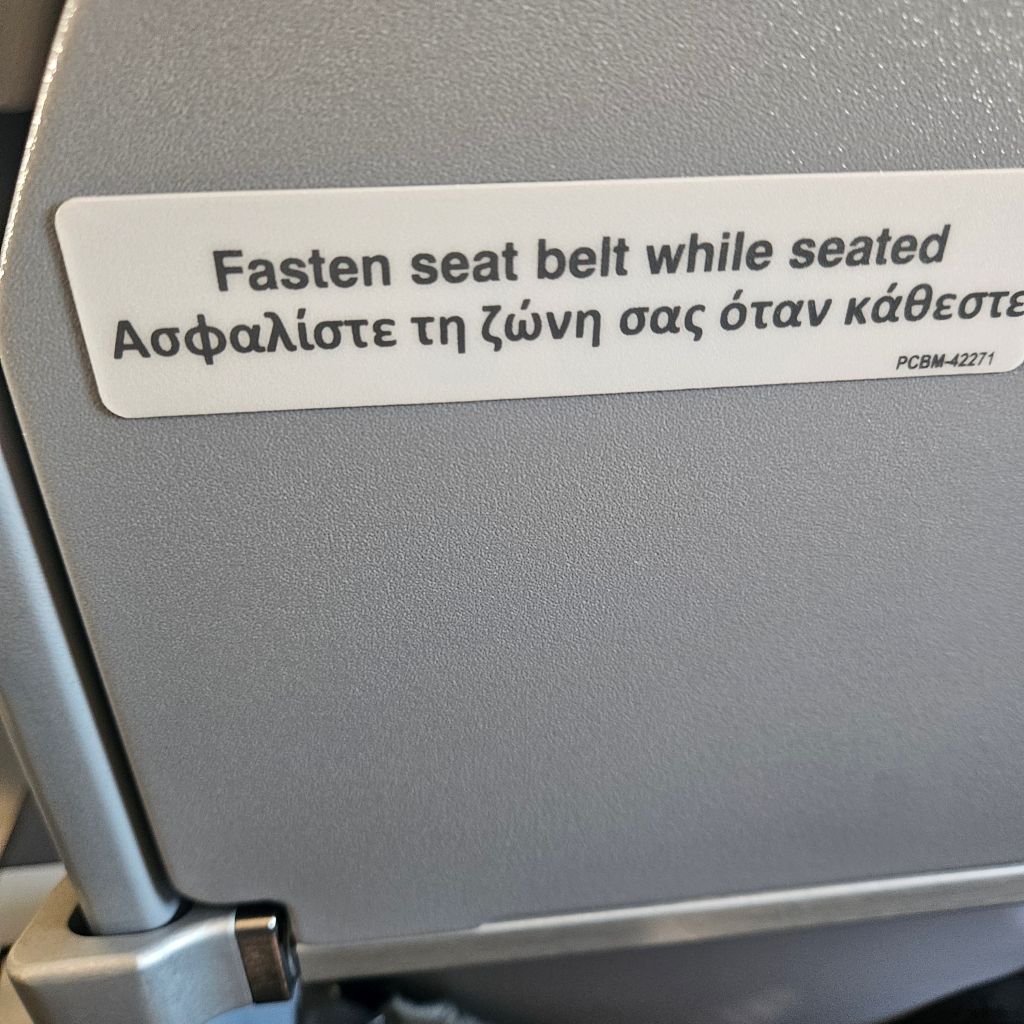 Fasten seat belt while seated
Ασφαλίστε τη ζώνη σας όταν κάθεστε
PCBM-42271